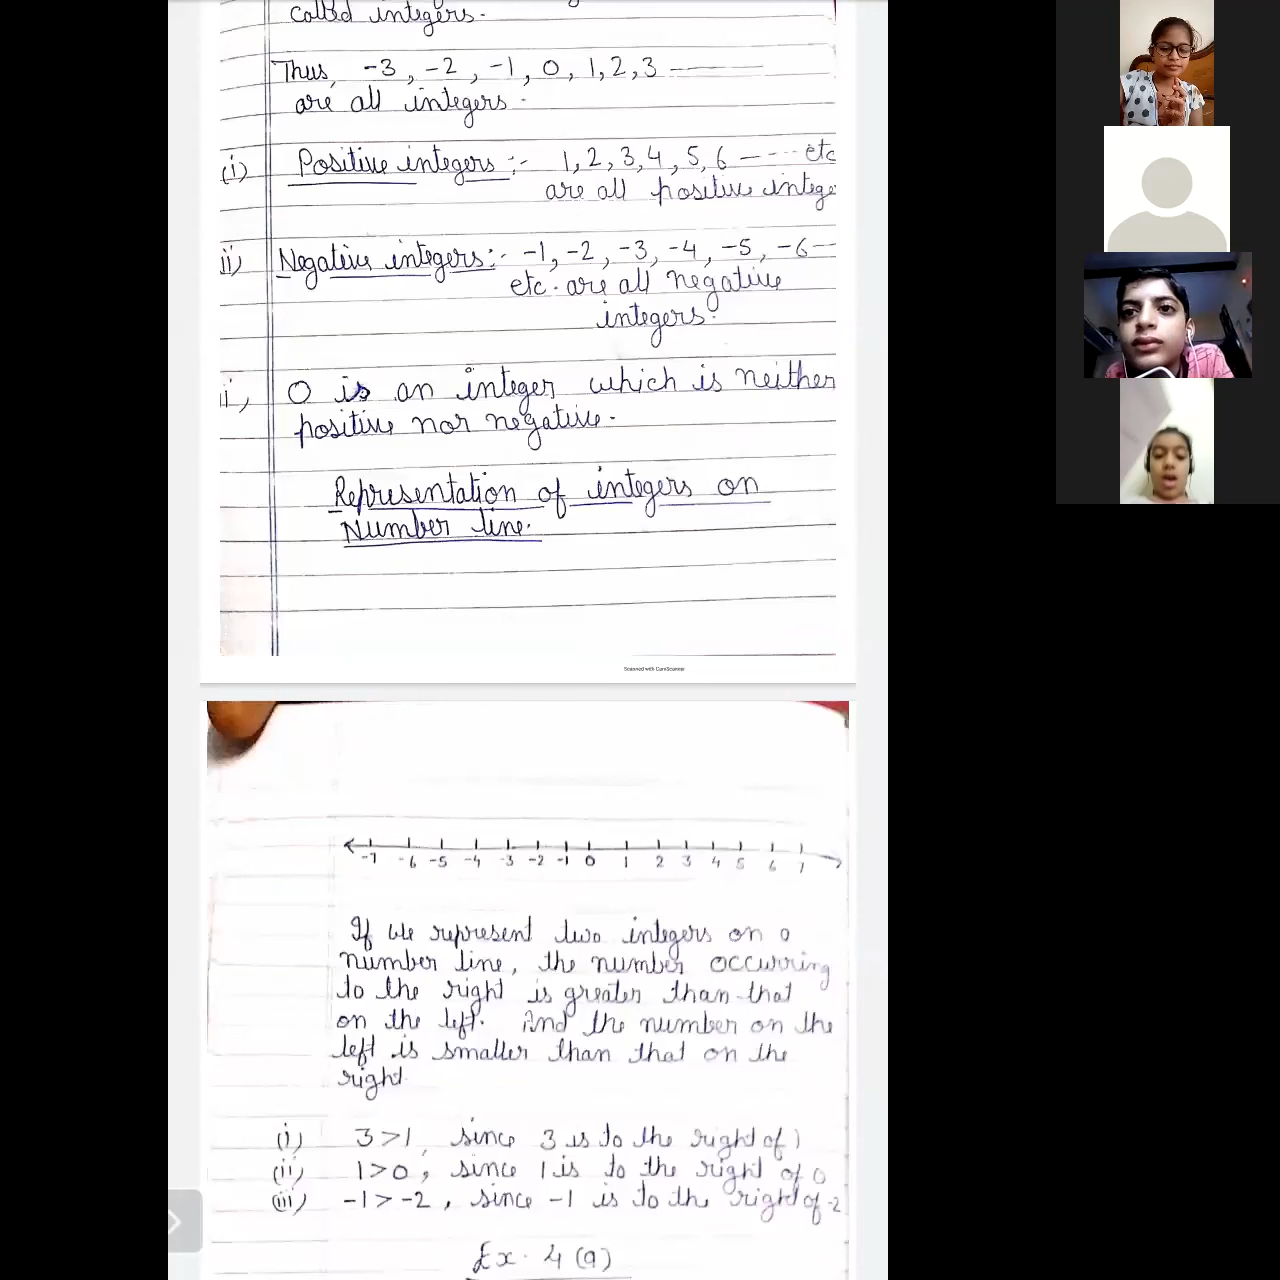 called integers.
Thus, -3, -2, -1, 0, 1, 2, 3 ———
are all integers.
(i) Positive integers :- 1, 2, 3, 4, 5, 6 — --- etc
are all positive intege
ii) Negative integers :- -1, -2, -3, -4, -5, -6 —
etc. are all negative
integers.
i, 0 is an integer which is neither
positive nor negative.
Representation of integers on
Number line.
Scanned with CamScanner
-7 -6 -5 -4 -3 -2 -1 0 1 2 3 4 5 6 7
If we represent two integers on a
number line, the number occurring
to the right is greater than that
on the left. And the number on the
left is smaller than that on the
right.
(i) 3 > 1, since 3 is to the right of 1
(ii) 1 > 0, since 1 is to the right of 0
(iii) -1 > -2, since -1 is to the right of -2
Ex. 4 (a)